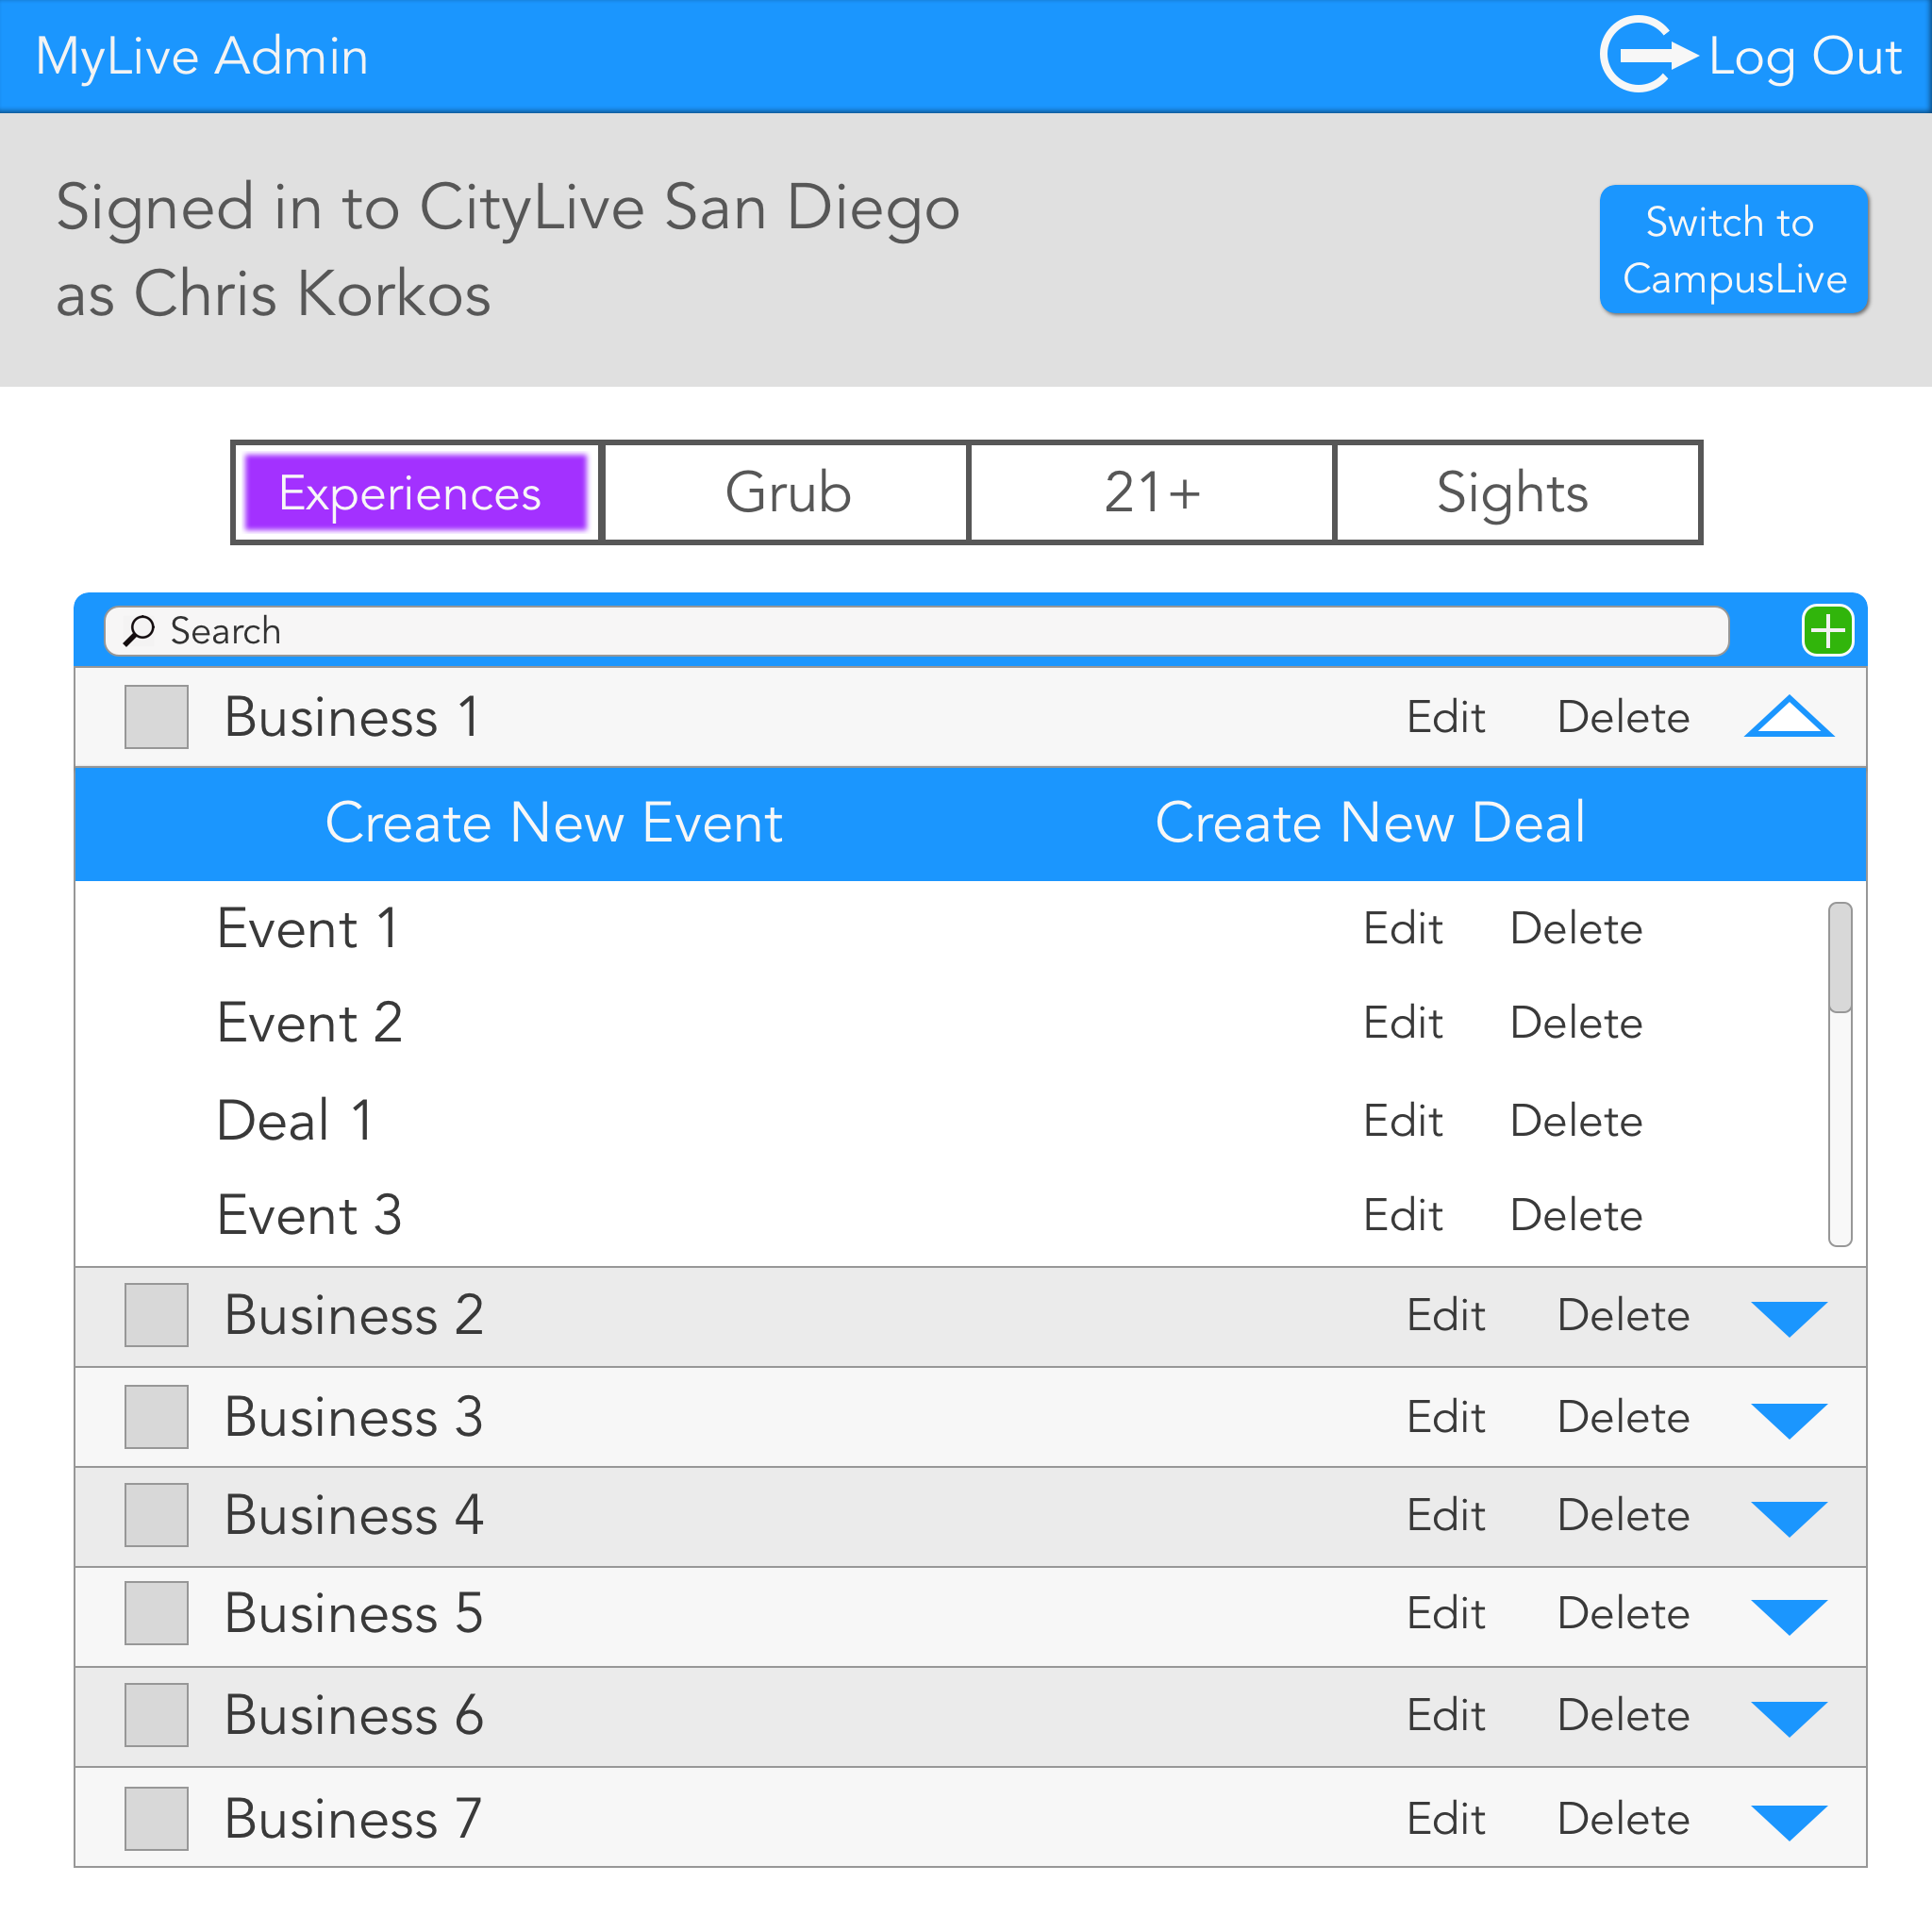 MyLive Admin
Log Out
Signed in to CityLive San Diego
as Chris Korkos
Switch to
CampusLive
Experiences
Grub
21+
Sights
Search
Business 1 Edit Delete
Create New Event Create New Deal
Event 1 Edit Delete
Event 2 Edit Delete
Deal 1 Edit Delete
Event 3 Edit Delete
Business 2 Edit Delete
Business 3 Edit Delete
Business 4 Edit Delete
Business 5 Edit Delete
Business 6 Edit Delete
Business 7 Edit Delete